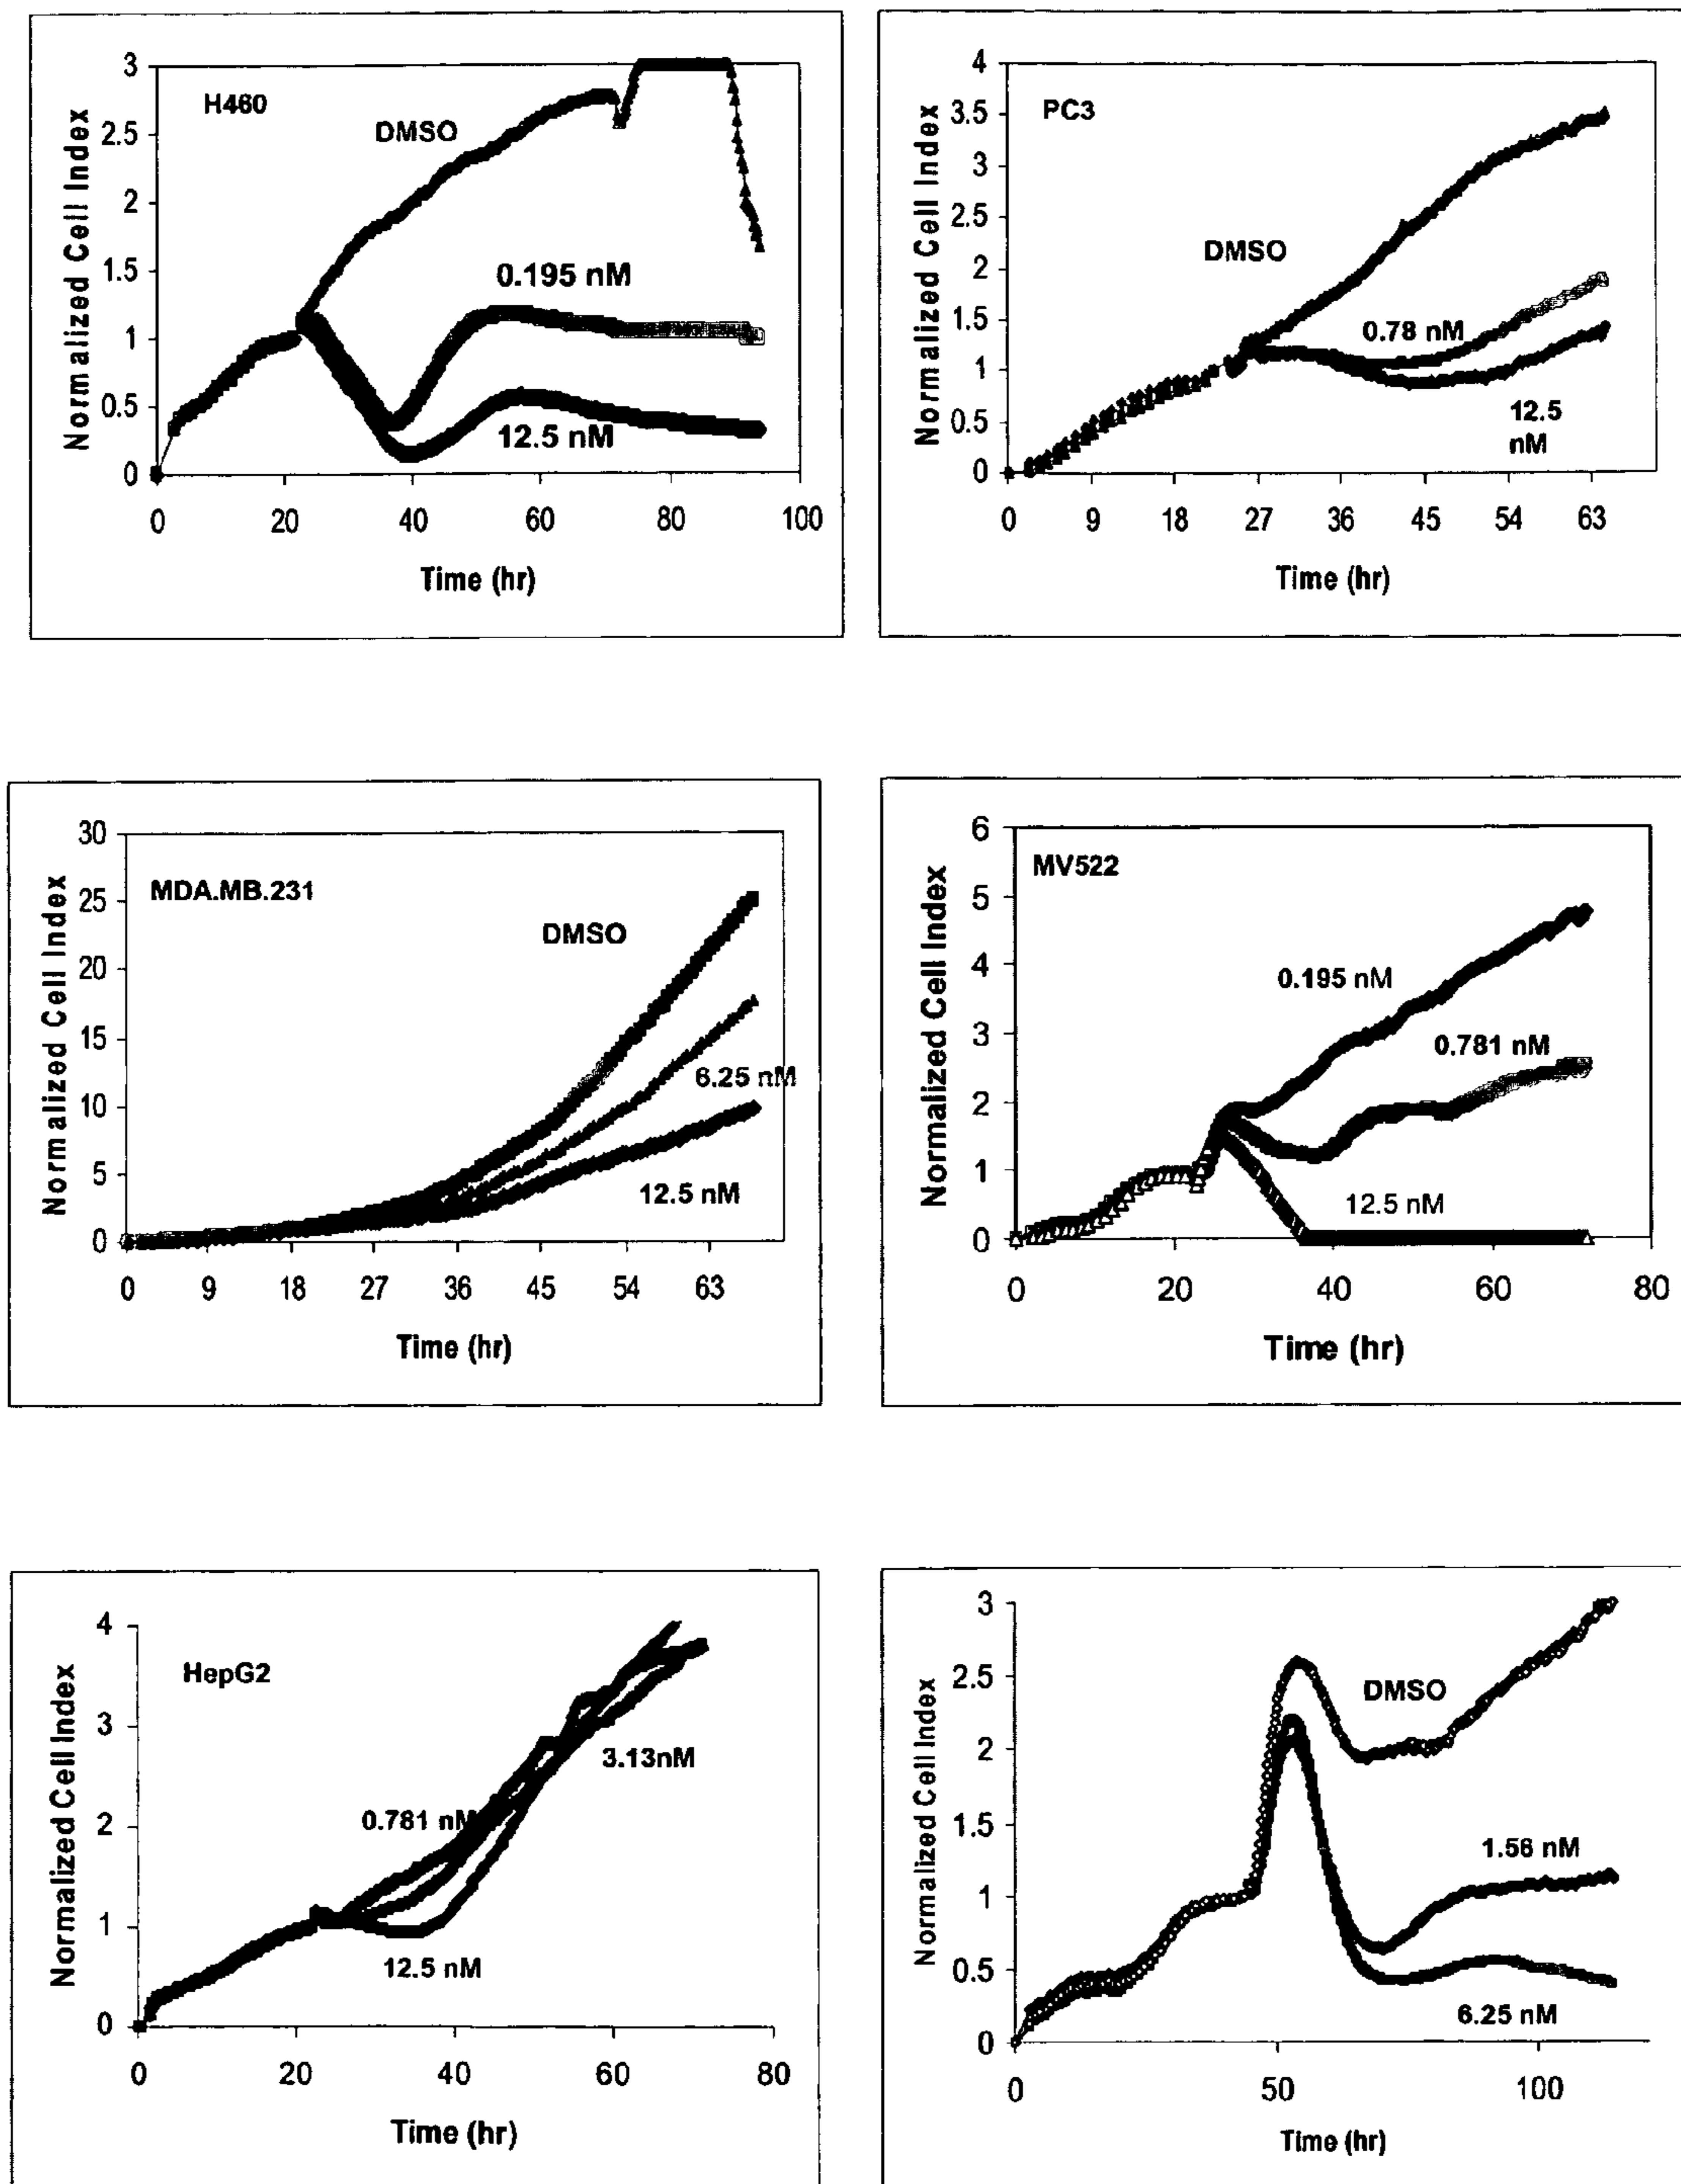 H460
DMSO
0.195 nM
12.5 nM
Normalized Cell Index
3
2.5
2
1.5
1
0.5
0
0 20 40 60 80 100
Time (hr)
PC3
DMSO
0.78 nM
12.5
nM
Normalized Cell Index
4
3.5
3
2.5
2
1.5
1
0.5
0
0 9 18 27 36 45 54 63
Time (hr)
MDA.MB.231
DMSO
6.25 nM
12.5 nM
Normalized Cell Index
30
25
20
15
10
5
0
0 9 18 27 36 45 54 63
Time (hr)
MV522
0.195 nM
0.781 nM
12.5 nM
Normalized Cell Index
6
5
4
3
2
1
0
0 20 40 60 80
Time (hr)
HepG2
3.13nM
0.781 nM
12.5 nM
Normalized Cell Index
4
3
2
1
0
0 20 40 60 80
Time (hr)
DMSO
1.56 nM
6.25 nM
Normalized Cell Index
3
2.5
2
1.5
1
0.5
0
0 50 100
Time (hr)